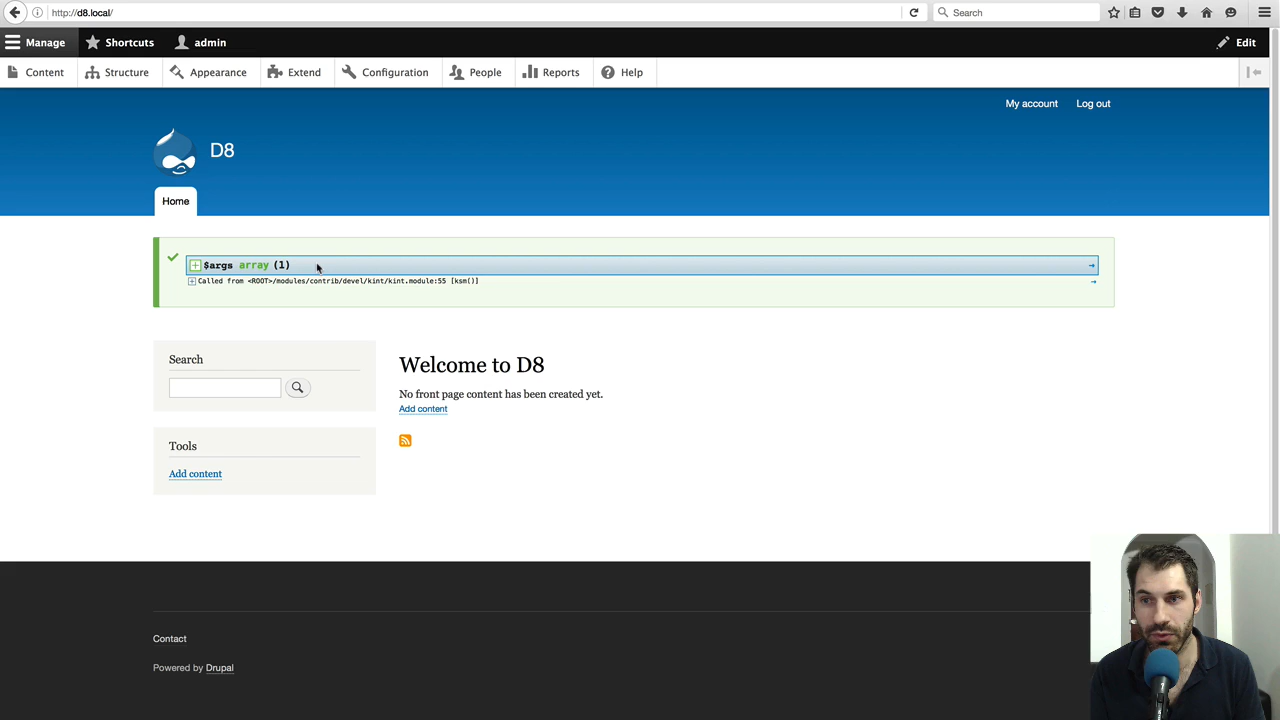 http://d8.local/
Search
Manage
Shortcuts
admin
Edit
Content
Structure
Appearance
Extend
Configuration
People
Reports
Help
My account
Log out
D8
Home
$args array (1)
Called from <ROOT>/modules/contrib/devel/kint/kint.module:55 [ksm()]
Search
Tools
Add content
Welcome to D8
No front page content has been created yet.
Add content
Contact
Powered by Drupal